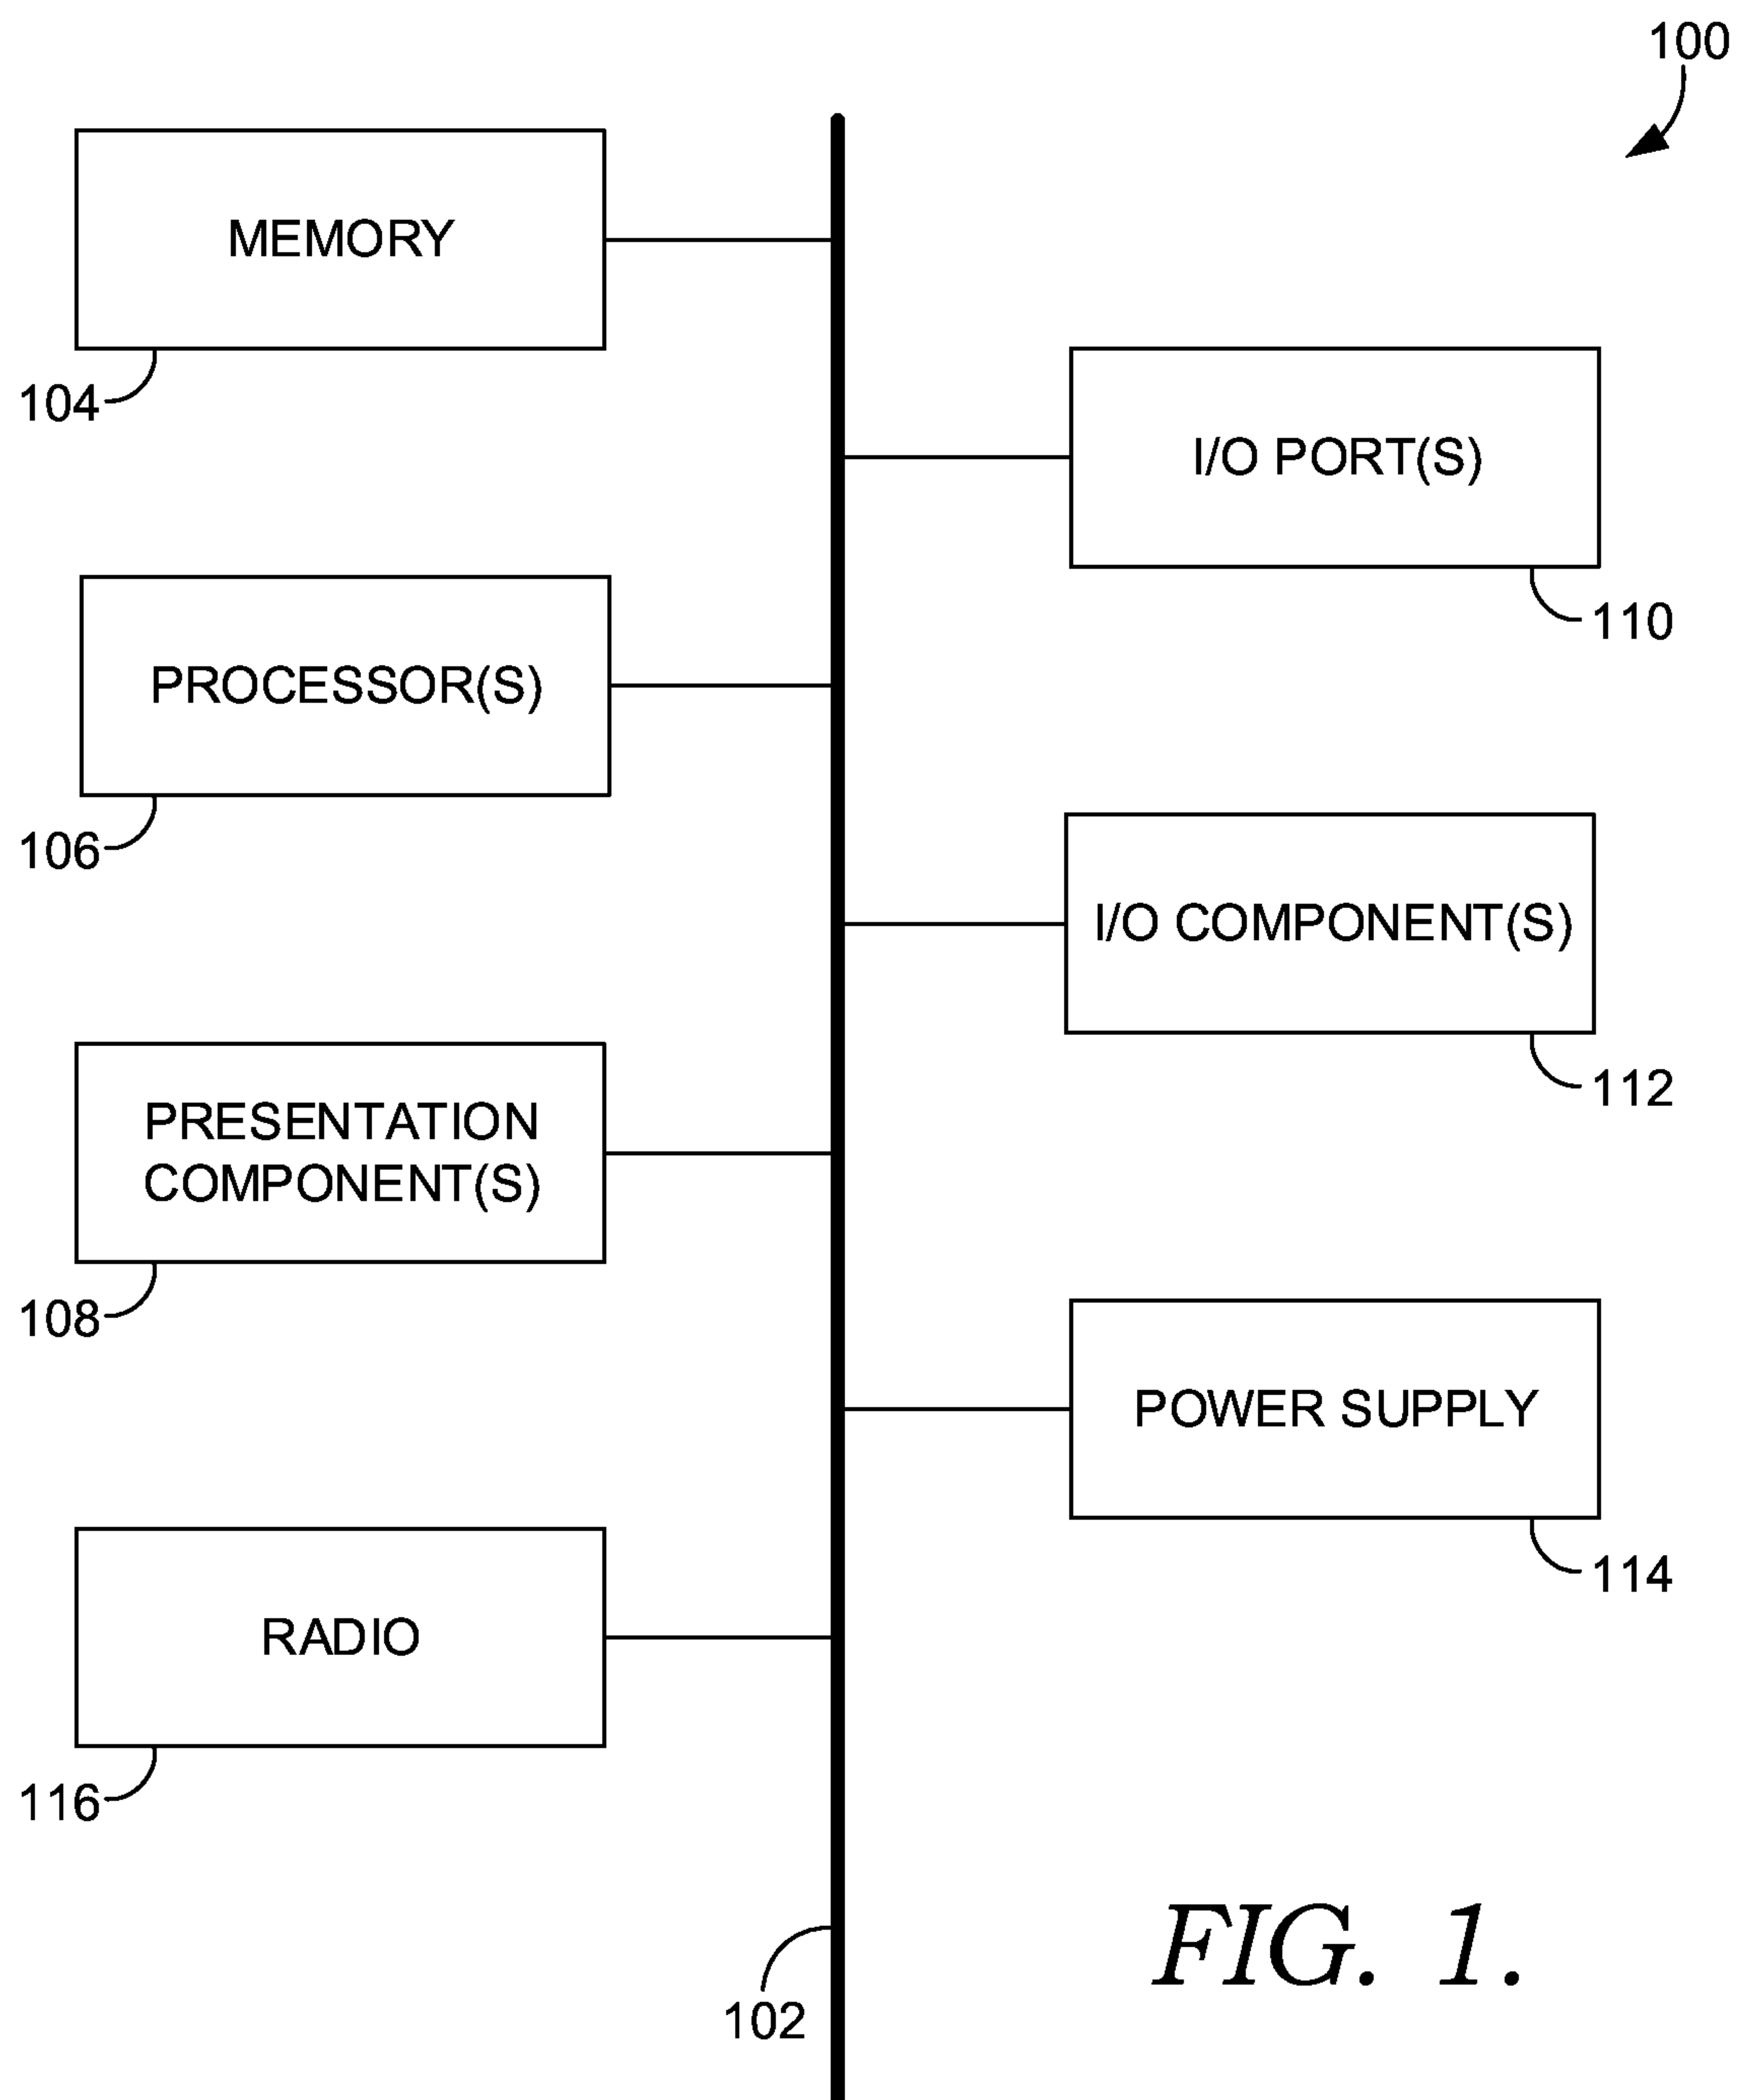 100
MEMORY
104
I/O PORT(S)
110
PROCESSOR(S)
106
I/O COMPONENT(S)
112
PRESENTATION
COMPONENT(S)
108
POWER SUPPLY
114
RADIO
116
102
FIG. 1.